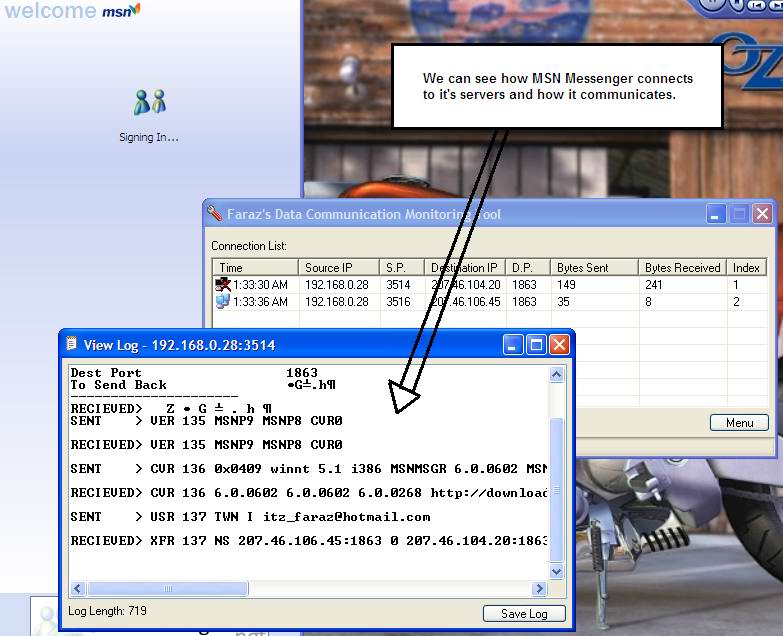 welcome msn
Signing In...
We can see how MSN Messenger connects
to it's servers and how it communicates.
Faraz's Data Communication Monitoring Tool
Connection List:
Time Source IP S.P. Destination IP D.P. Bytes Sent Bytes Received Index
1:33:30 AM 192.168.0.28 3514 207.46.104.20 1863 149 241 1
1:33:36 AM 192.168.0.28 3516 207.46.106.45 1863 35 8 2
Menu
View Log - 192.168.0.28:3514
Dest Port 1863
To Send Back •G╧.h¶
----------------------
RECIEVED> Z • G ╧ . h ¶
SENT > VER 135 MSNP9 MSNP8 CVR0
RECIEVED> VER 135 MSNP9 MSNP8 CVR0
SENT > CVR 136 0x0409 winnt 5.1 i386 MSNMSGR 6.0.0602 MSN
RECIEVED> CVR 136 6.0.0602 6.0.0602 6.0.0268 http://download
SENT > USR 137 TWN I itz_faraz@hotmail.com
RECIEVED> XFR 137 NS 207.46.106.45:1863 0 207.46.104.20:1863
Log Length: 719
Save Log